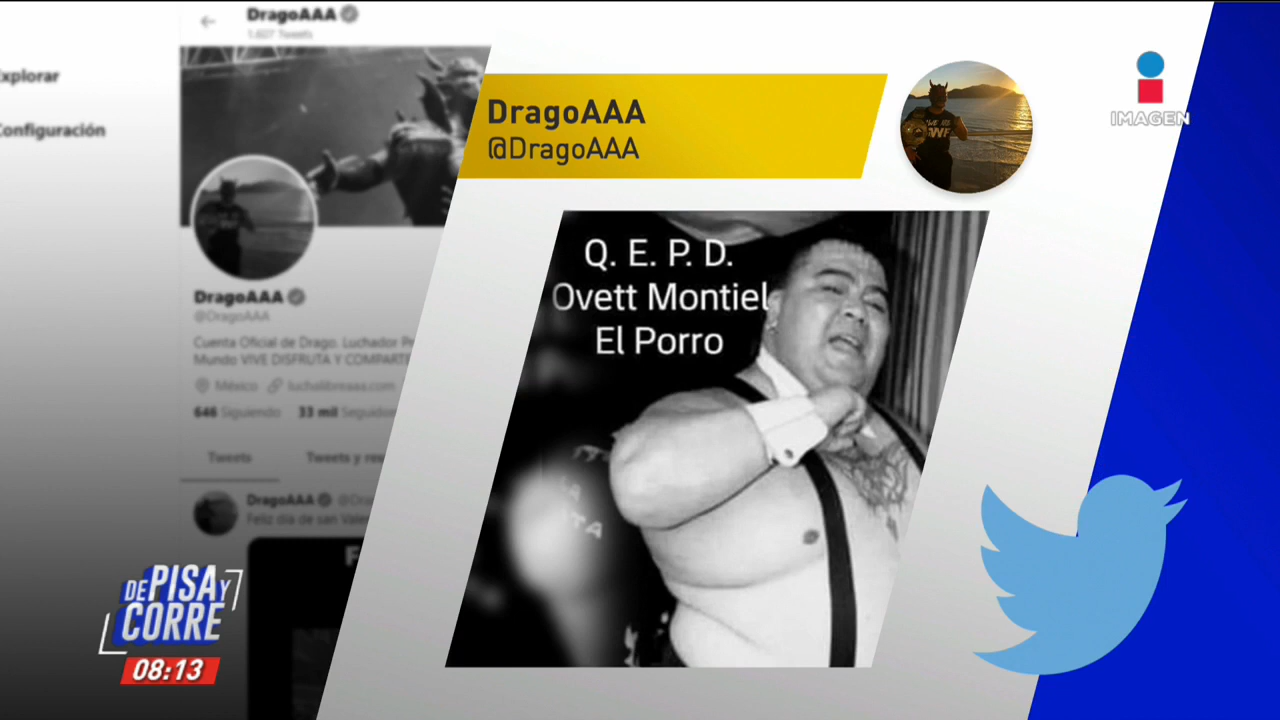 DragoAAA
1.607 Tweets
Explorar
Configuración
DragoAAA
@DragoAAA
IMAGEN
Q. E. P. D.
Ovett Montiel
El Porro
DragoAAA
@DragoAAA
Cuenta Oficial de Drago. Luchador
Mundo VIVE DISFRUTA Y COMPARTE
México luchalibreaaa.com
646 Siguiendo 33 mil Seguidores
Tweets Tweets y
DragoAAA
Feliz día de san
DE PISA Y
CORRE
08:13